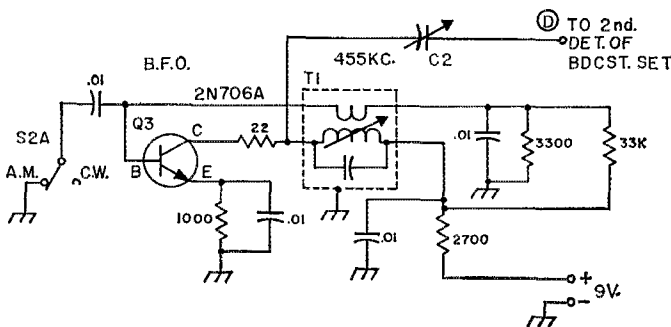 D TO 2nd.
DET. OF
BDCST. SET
455KC. C2
B.F.O.
T1
.01
2N706A
S2A
Q3
C
22
.01
3300
33K
A.M.
C.W.
B
E
1000
.01
.01
2700
+
9V.
-